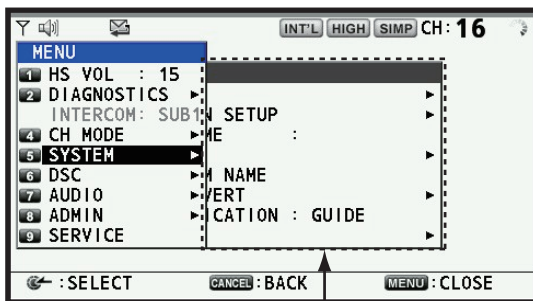 INT'L HIGH SIMP CH: 16
MENU
1 HS VOL : 15
2 DIAGNOSTICS
INTERCOM: SUB1 N SETUP
4 CH MODE ME :
5 SYSTEM
6 DSC M NAME
7 AUDIO VERT
8 ADMIN ICATION : GUIDE
9 SERVICE
:SELECT CANCEL :BACK MENU :CLOSE